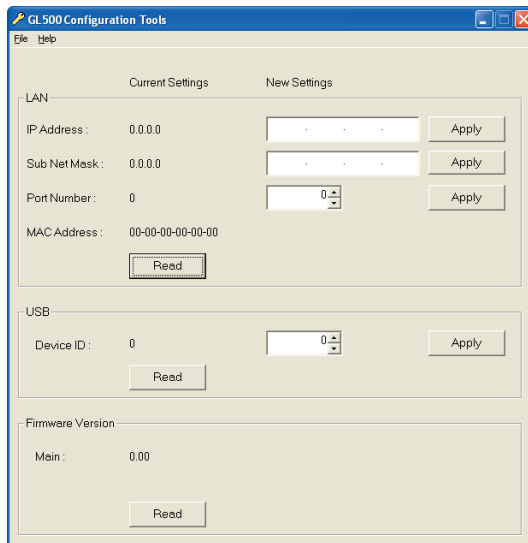 GL500 Configuration Tools
File Help
Current Settings New Settings
LAN
IP Address : 0.0.0.0 . . . Apply
Sub Net Mask : 0.0.0.0 . . . Apply
Port Number : 0 0 Apply
MAC Address : 00-00-00-00-00-00
Read
USB
Device ID : 0 0 Apply
Read
Firmware Version
Main : 0.00
Read